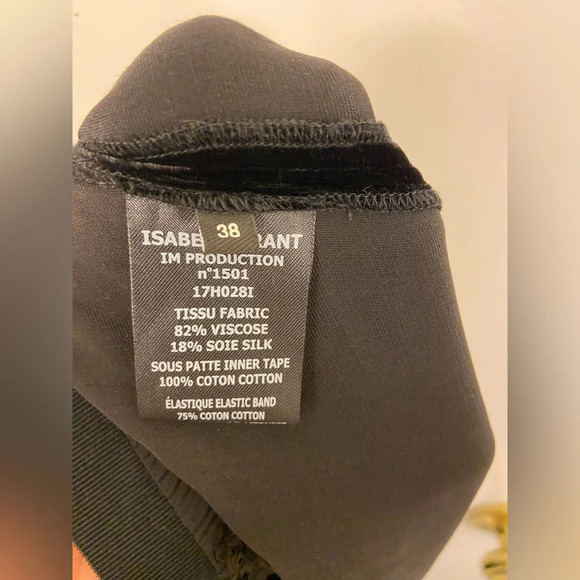 38
ISABE RANT
IM PRODUCTION
n°1501
17H028I
TISSU FABRIC
82% VISCOSE
18% SOIE SILK
SOUS PATTE INNER TAPE
100% COTON COTTON
ÉLASTIQUE ELASTIC BAND
75% COTON COTTON